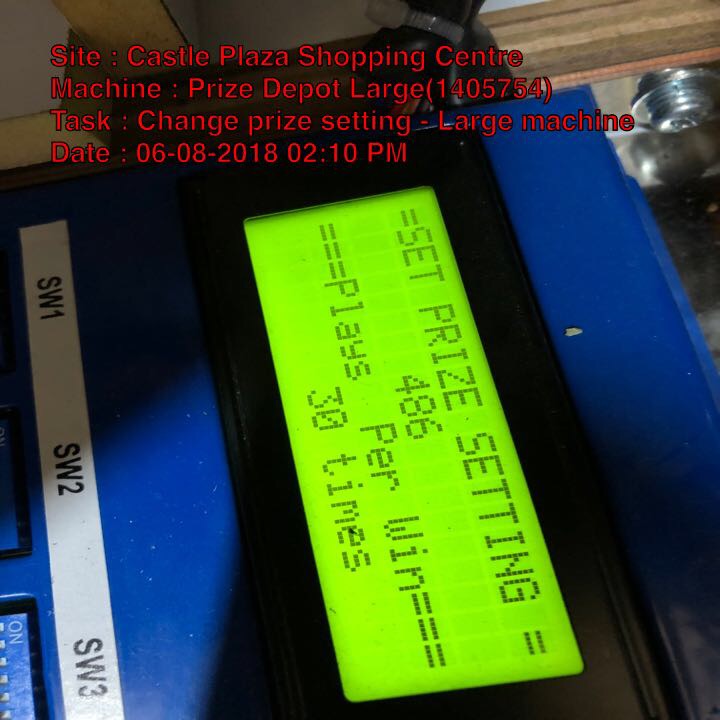 Site : Castle Plaza Shopping Centre
Machine : Prize Depot Large(1405754)
Task : Change prize setting - Large machine
Date : 06-08-2018 02:10 PM
=SET PRIZE SETTING =
486
===Plays Per Win===
30 times
SW1
SW2
SW3
ON
ON